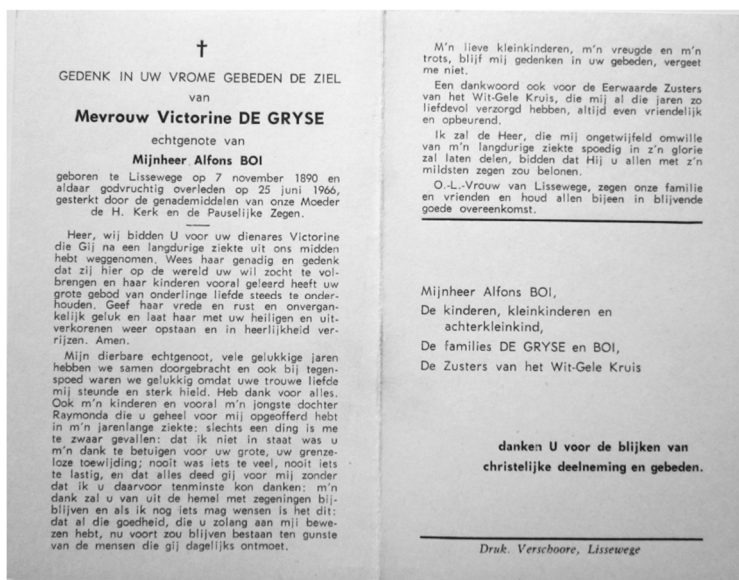 GEDENK IN UW VROME GEBEDEN DE ZIEL
van
Mevrouw Victorine DE GRYSE
echtgenote van
Mijnheer Alfons BOI
geboren te Lissewege op 7 november 1890 en
aldaar godvruchtig overleden op 25 juni 1966,
gesterkt door de genademiddelen van onze Moeder
de H. Kerk en de Pauselijke Zegen.
Heer, wij bidden U voor uw dienares Victorine
die Gij na een langdurige ziekte uit ons midden
hebt weggenomen. Wees haar genadig en gedenk
dat zij hier op de wereld uw wil zocht te vol-
brengen en haar kinderen vooral geleerd heeft uw
grote gebod van onderlinge liefde steeds te onder-
houden. Geef haar vrede en rust en onvergan-
kelijk geluk en laat haar met uw heiligen en uit-
verkorenen weer opstaan en in heerlijkheid ver-
rijzen. Amen.
Mijn dierbare echtgenoot, vele gelukkige jaren
hebben we samen doorgebracht en ook bij tegen-
spoed waren we gelukkig omdat uwe trouwe liefde
mij steunde en sterk hield. Heb dank voor alles.
Ook m'n kinderen en vooral m'n jongste dochter
Raymonda die u geheel voor mij opgeofferd hebt
in m'n jarenlange ziekte: slechts een ding is me
te zwaar gevallen: dat ik niet in staat was u
m'n dank te betuigen voor uw grote, uw grenze-
loze toewijding; nooit was iets te veel, nooit iets
te lastig, en dat alles deed gij voor mij zonder
dat ik u daarvoor tenminste kon danken: m'n
dank zal u van uit de hemel met zegeningen bij-
blijven en als ik nog iets mag wensen is het dit:
dat al die goedheid, die u zolang aan mji bewe-
zen hebt, nu voort zou blijven bestaan ten gunste
van de mensen die gij dagelijks ontmoet.
M'n lieve kleinkinderen, m'n vreugde en m'n
trots, blijf mij gedenken in uw gebeden, vergeet
me niet.
Een dankwoord ook voor de Eerwaarde Zusters
van het Wit-Gele Kruis, die mij al die jaren zo
liefdevol verzorgd hebben, altijd even vriendelijk
en opbeurend.
Ik zal de Heer, die mij ongetwijfeld omwille
van m'n langdurige ziekte spoedig in z'n glorie
zal laten delen, bidden dat Hij u allen met z'n
mildsten zegen zou belonen.
O.-L.-Vrouw van Lissewege, zegen onze familie
en vrienden en houd allen bijeen in blijvende
goede overeenkomst.
Mijnheer Alfons BOI,
De kinderen, kleinkinderen en
achterkleinkind,
De families DE GRYSE en BOI,
De Zusters van het Wit-Gele Kruis
danken U voor de blijken van
christelijke deelneming en gebeden.
Druk. Verschoore, Lissewege